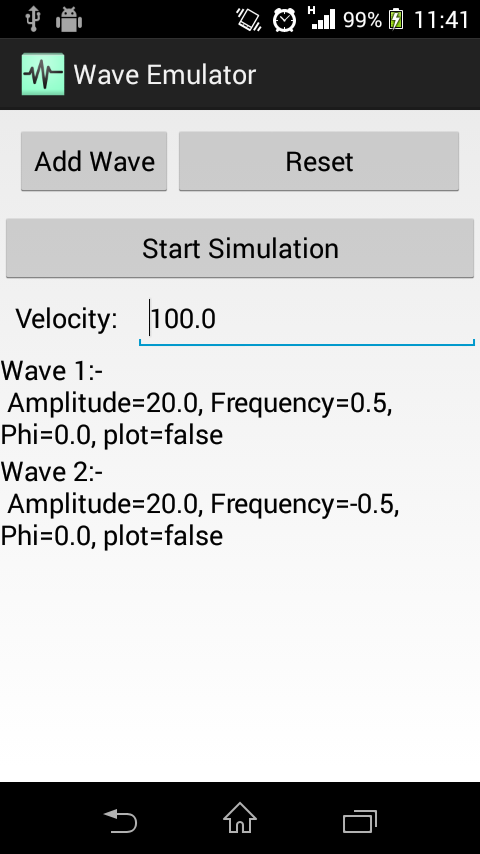 H 99% 11:41
Wave Emulator
Add Wave Reset
Start Simulation
Velocity: 100.0
Wave 1:-
Amplitude=20.0, Frequency=0.5,
Phi=0.0, plot=false
Wave 2:-
Amplitude=20.0, Frequency=-0.5,
Phi=0.0, plot=false